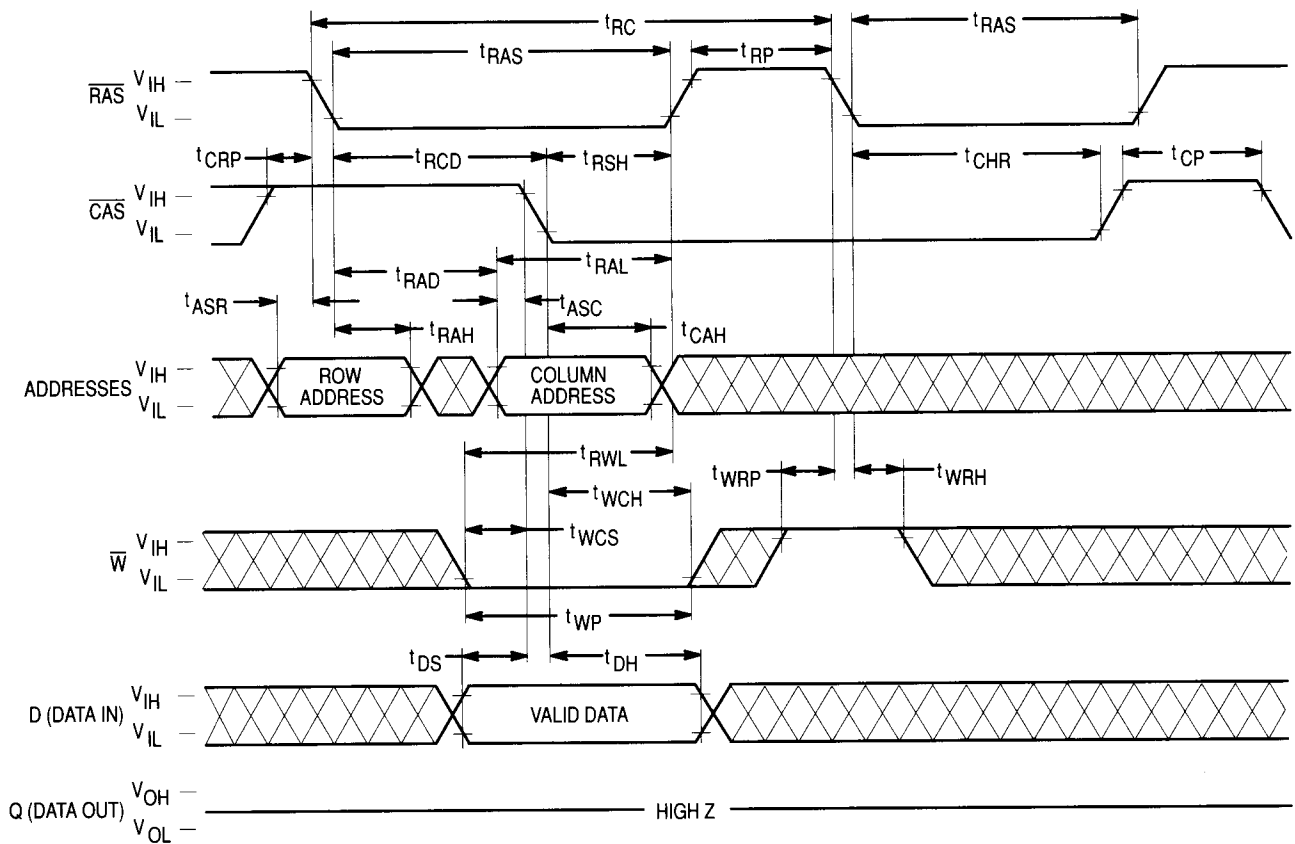 tRC
tRAS
tRAS
tRP
RAS
VIH
VIL
tCRP
tRCD
tRSH
tCHR
tCP
CAS
VIH
VIL
tRAD
tRAL
tASR
tASC
tRAH
tCAH
ADDRESSES
VIH
VIL
ROW
ADDRESS
COLUMN
ADDRESS
tRWL
tWRP
tWRH
tWCH
tWCS
W
VIH
VIL
tWP
tDS
tDH
D (DATA IN)
VIH
VIL
VALID DATA
Q (DATA OUT)
VOH
VOL
HIGH Z